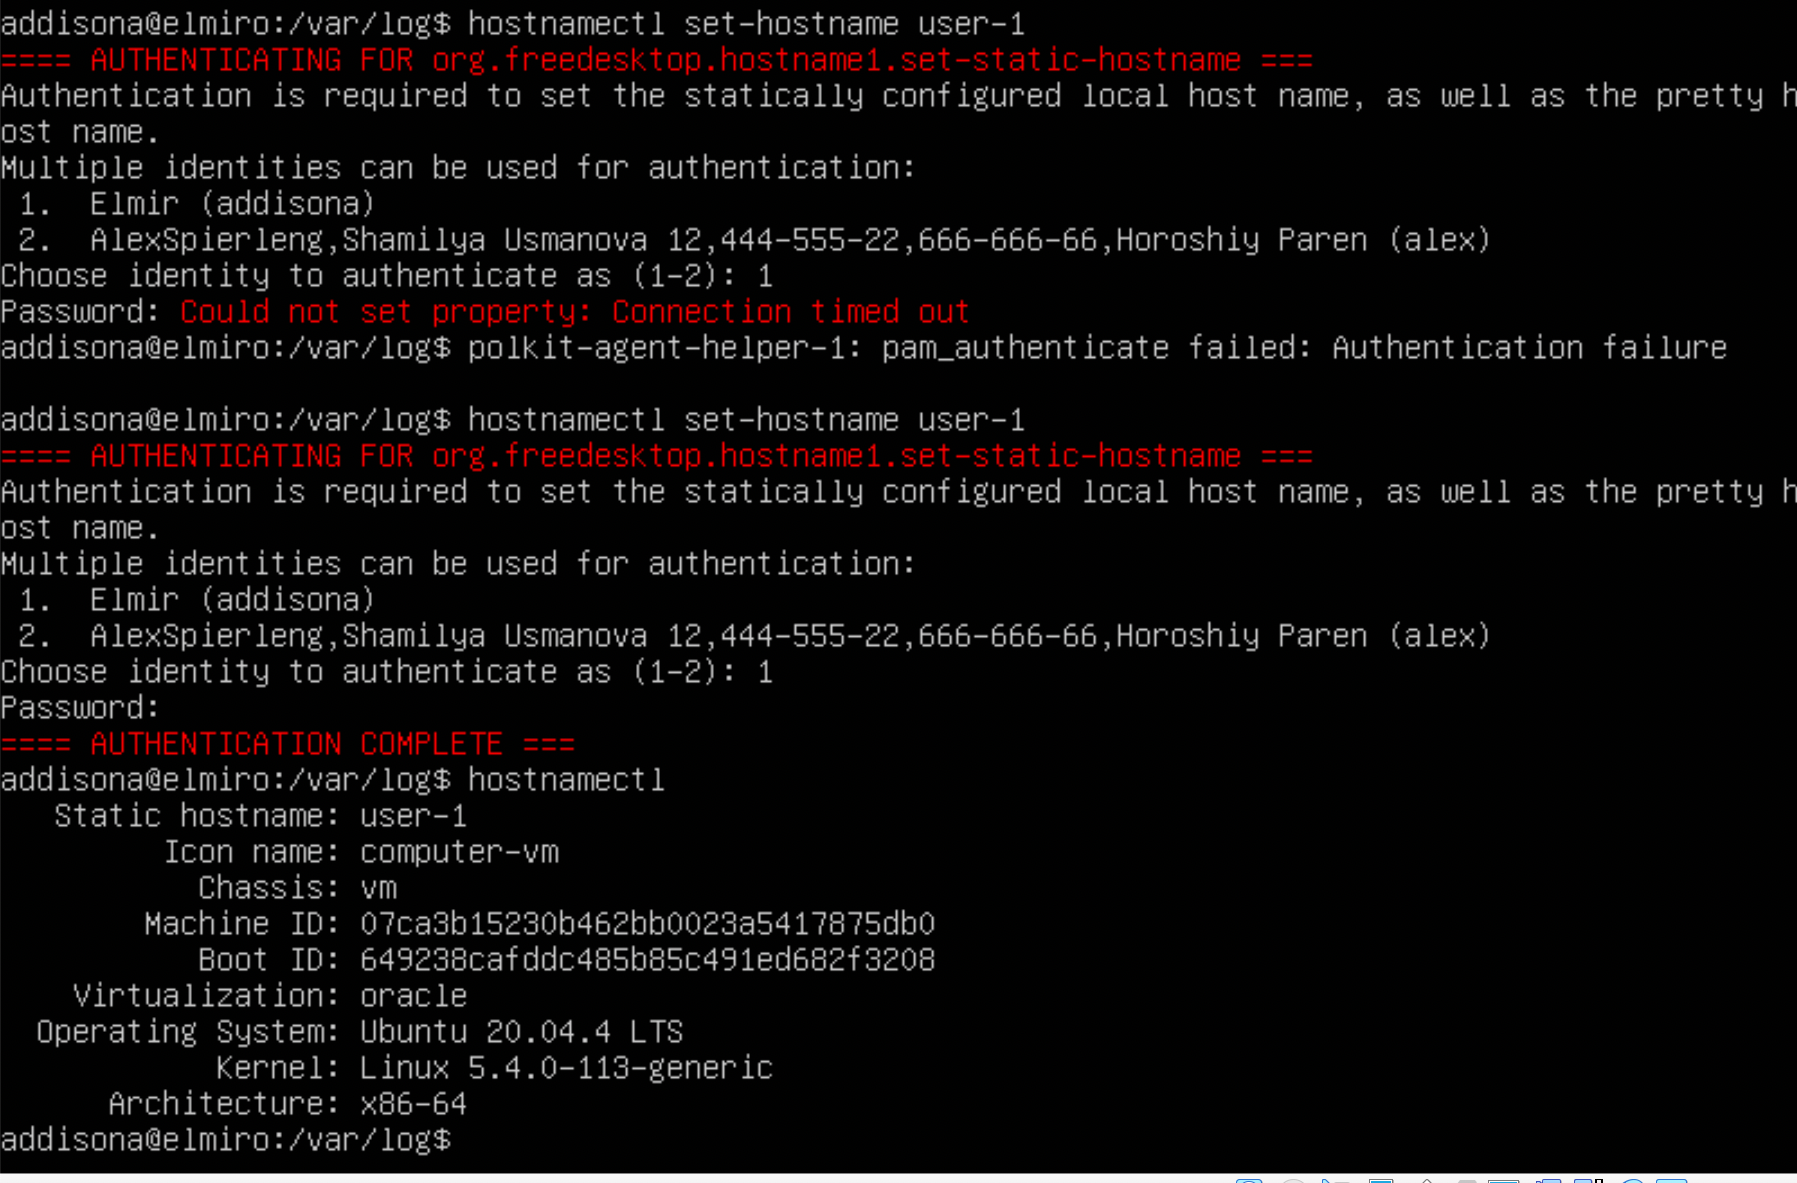 addisona@elmiro:/var/log$ hostnamectl set-hostname user-1
==== AUTHENTICATING FOR org.freedesktop.hostname1.set-static-hostname ===
Authentication is required to set the statically configured local host name, as well as the pretty h
ost name.
Multiple identities can be used for authentication:
 1.  Elmir (addisona)
 2.  AlexSpierleng,Shamilya Usmanova 12,444-555-22,666-666-66,Horoshiy Paren (alex)
Choose identity to authenticate as (1-2): 1
Password: Could not set property: Connection timed out
addisona@elmiro:/var/log$ polkit-agent-helper-1: pam_authenticate failed: Authentication failure
addisona@elmiro:/var/log$ hostnamectl set-hostname user-1
==== AUTHENTICATING FOR org.freedesktop.hostname1.set-static-hostname ===
Authentication is required to set the statically configured local host name, as well as the pretty h
ost name.
Multiple identities can be used for authentication:
 1.  Elmir (addisona)
 2.  AlexSpierleng,Shamilya Usmanova 12,444-555-22,666-666-66,Horoshiy Paren (alex)
Choose identity to authenticate as (1-2): 1
Password:
==== AUTHENTICATION COMPLETE ===
addisona@elmiro:/var/log$ hostnamectl
   Static hostname: user-1
         Icon name: computer-vm
           Chassis: vm
        Machine ID: 07ca3b15230b462bb0023a5417875db0
           Boot ID: 649238cafddc485b85c491ed682f3208
    Virtualization: oracle
  Operating System: Ubuntu 20.04.4 LTS
            Kernel: Linux 5.4.0-113-generic
      Architecture: x86-64
addisona@elmiro:/var/log$